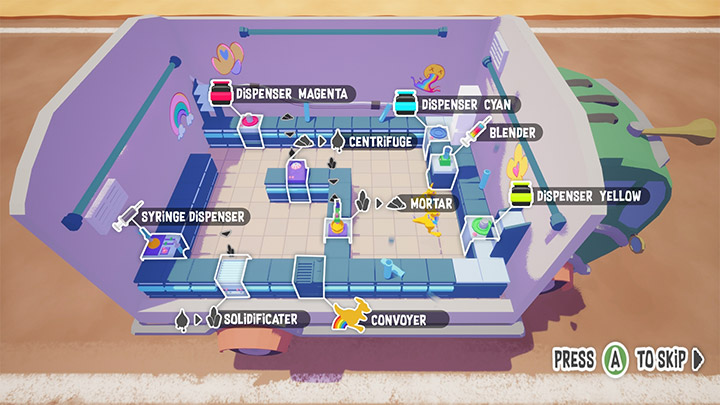 DISPENSER MAGENTA
DISPENSER CYAN
BLENDER
CENTRIFUGE
DISPENSER YELLOW
MORTAR
SYRINGE DISPENSER
SOLIDIFICATER
CONVOYER
PRESS A TO SKIP